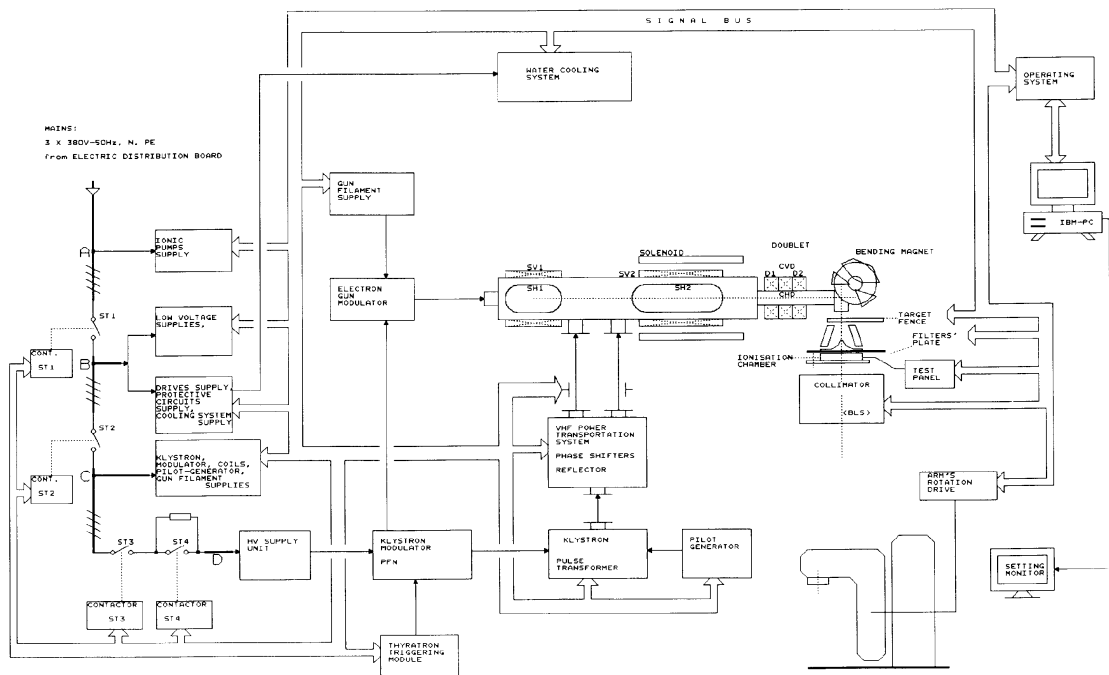 SIGNAL BUS
WATER COOLING
SYSTEM
OPERATING
SYSTEM
MAINS:
3 X 380V-50Hz, N, PE
from ELECTRIC DISTRIBUTION BOARD
GUN
FILAMENT
SUPPLY
IBM-PC
A
IONIC
PUMPS
SUPPLY
SOLENOID
DOUBLET
BENDING MAGNET
SV1
SV2
CVD
D1 D2
ELECTRON
GUN
MODULATOR
SH1
SH2
CHD
ST1
LOW VOLTAGE
SUPPLIES,
TARGET
FENCE
FILTERS'
PLATE
CONT.
ST1
B
IONISATION
CHAMBER
TEST
PANEL
DRIVES SUPPLY,
PROTECTIVE
CIRCUITS
SUPPLY,
COOLING SYSTEM
SUPPLY
COLLIMATOR
(BLS)
ST2
VHF POWER
TRANSPORTATION
SYSTEM
PHASE SHIFTERS
REFLECTOR
KLYSTRON,
MODULATOR, COILS,
PILOT-GENERATOR,
GUN FILAMENT
SUPPLIES
C
CONT.
ST2
ARM'S
ROTATION
DRIVE
ST3
ST4
D
HV SUPPLY
UNIT
KLYSTRON
MODULATOR
PFN
KLYSTRON
PULSE
TRANSFORMER
PILOT
GENERATOR
SETTING
MONITOR
CONTACTOR
ST3
CONTACTOR
ST4
THYRATRON
TRIGGERING
MODULE